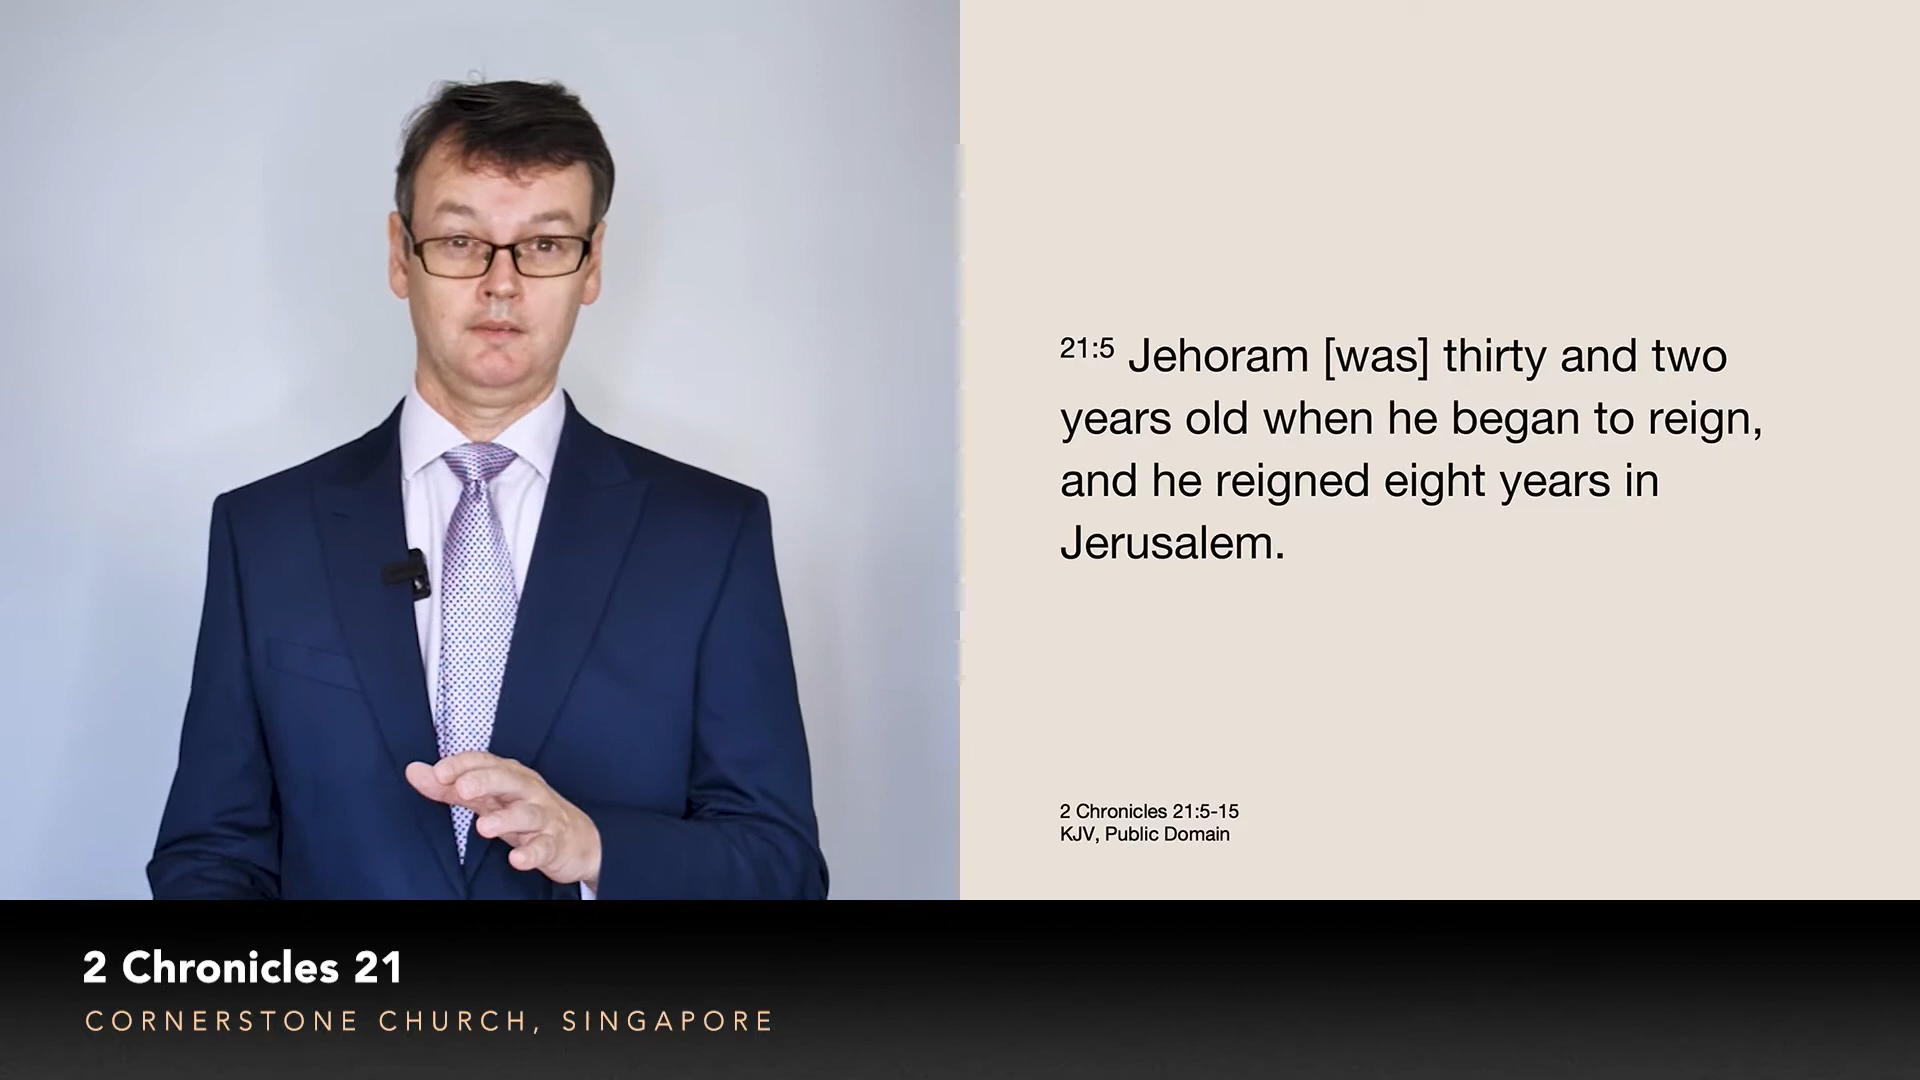 21:5 Jehoram [was] thirty and two
years old when he began to reign,
and he reigned eight years in
Jerusalem.
2 Chronicles 21:5-15
KJV, Public Domain
2 Chronicles 21
CORNERSTONE CHURCH, SINGAPORE